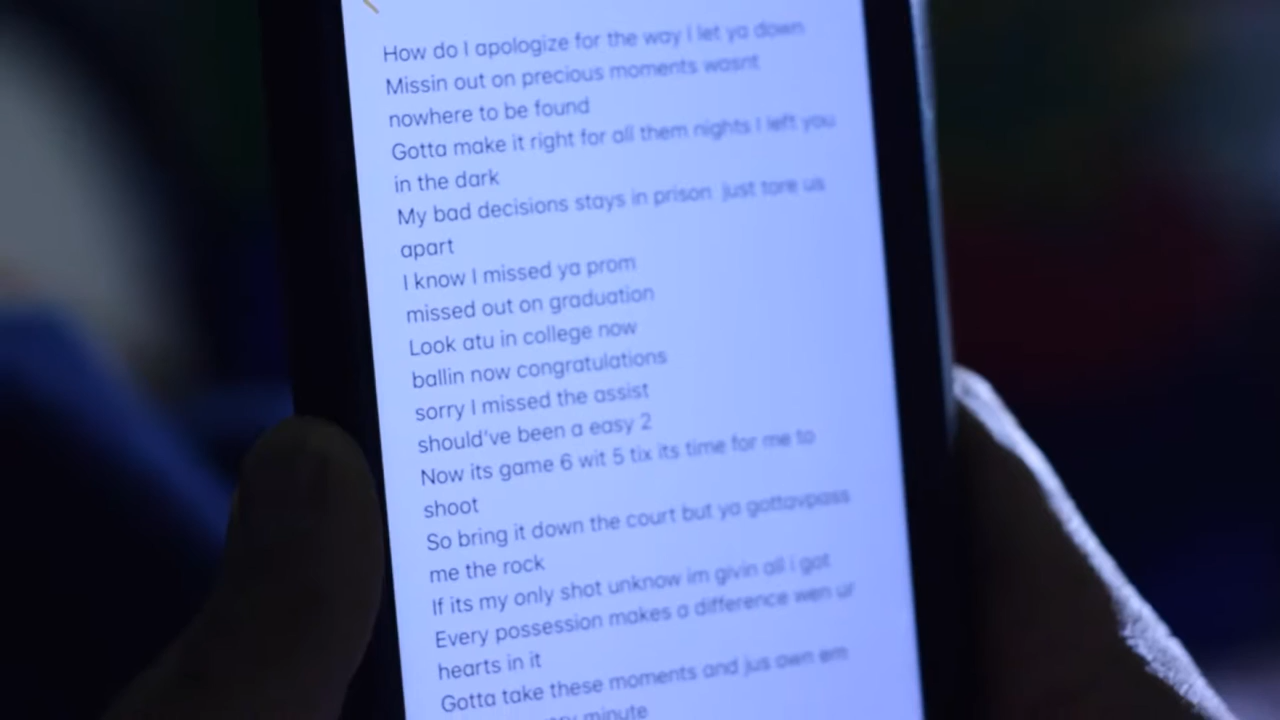 How do I apologize for the way I let ya down
Missin out on precious moments wasnt
nowhere to be found
Gotta make it right for all them nights I left you
in the dark
My bad decisions stays in prison just tore us
apart
I know I missed ya prom
missed out on graduation
Look atu in college now
ballin now congratulations
sorry I missed the assist
should've been a easy 2
Now its game 6 wit 5 tix its time for me to
shoot
So bring it down the court but ya gottavpass
me the rock
If its my only shot unknow im givin all i got
Every possession makes a difference wen ur
hearts in it
Gotta take these moments and jus own em
minute